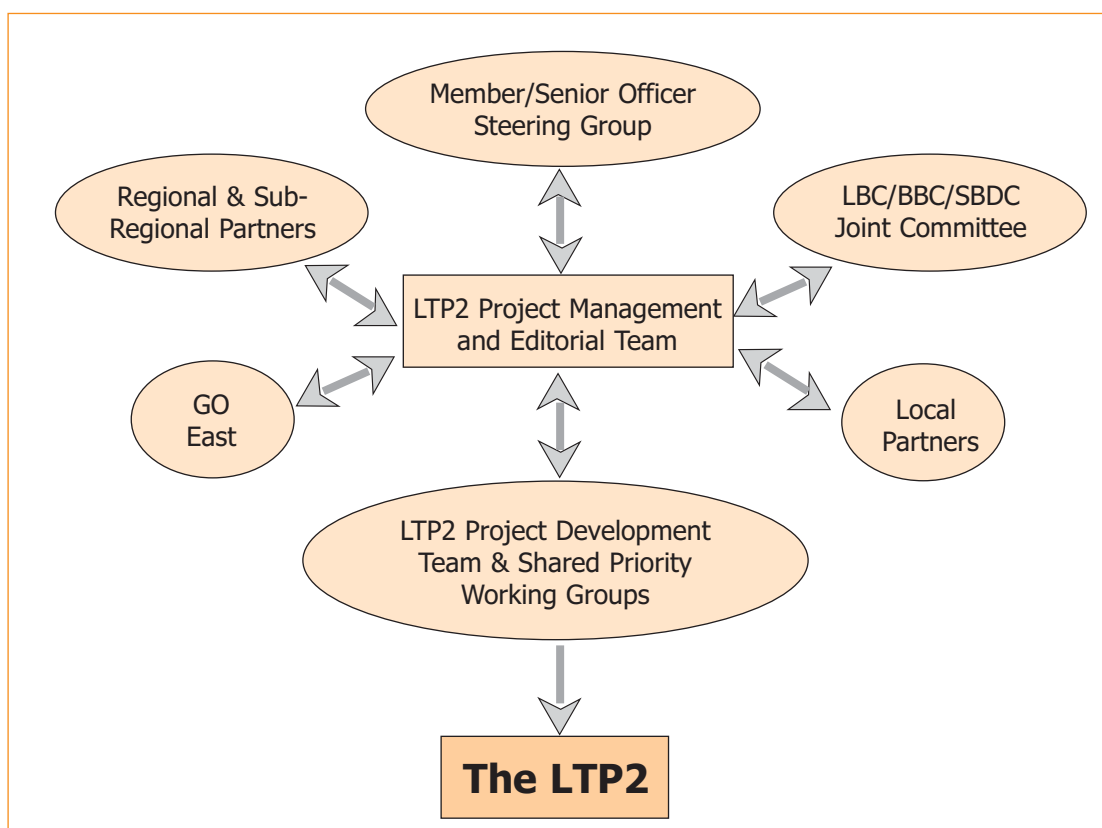 Member/Senior Officer
Steering Group
Regional & Sub-
Regional Partners
LBC/BBC/SBDC
Joint Committee
LTP2 Project Management
and Editorial Team
GO
East
Local
Partners
LTP2 Project Development
Team & Shared Priority
Working Groups
The LTP2